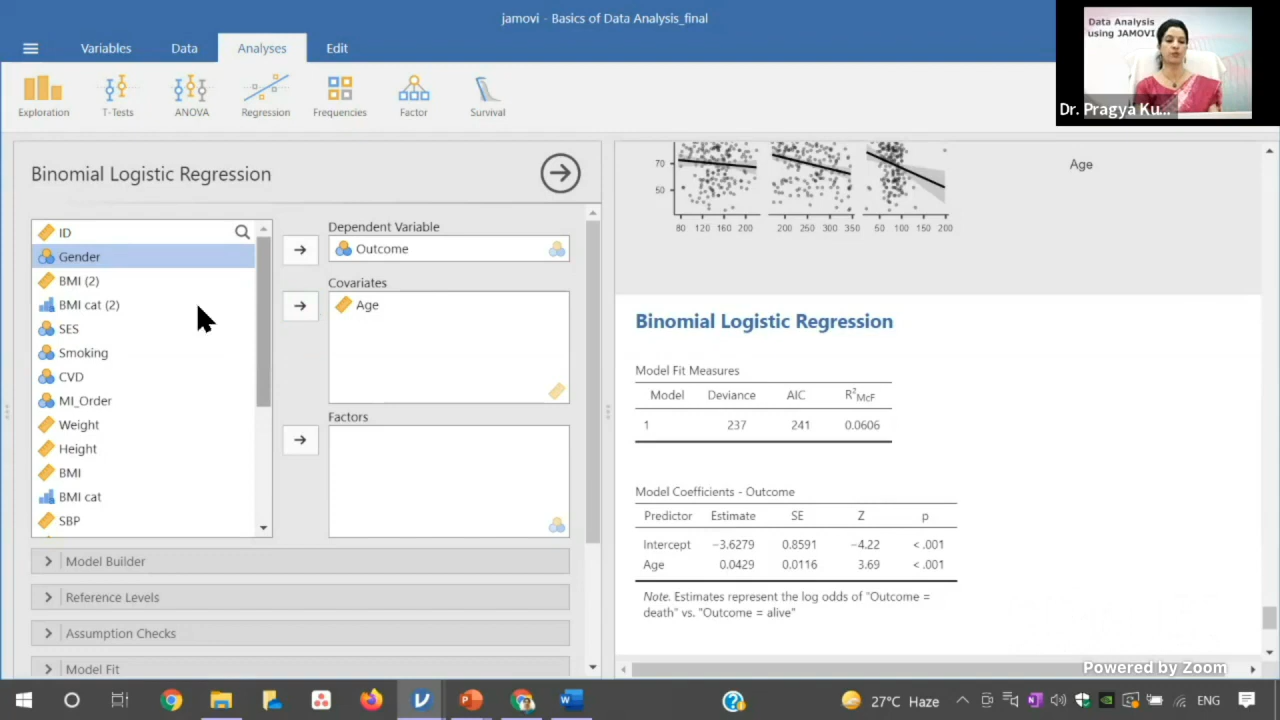 jamovi - Basics of Data Analysis_final
Variables
Data
Analyses
Edit
Exploration
T-Tests
ANOVA
Regression
Frequencies
Factor
Survival
Data Analysis
using JAMOVI
Dr. Pragya Ku...
Binomial Logistic Regression
ID
Gender
BMI (2)
BMI cat (2)
SES
Smoking
CVD
MI_Order
Weight
Height
BMI
BMI cat
SBP
Dependent Variable
Outcome
Covariates
Age
Factors
Model Builder
Reference Levels
Assumption Checks
Model Fit
70
50
80 120 160 200
200 250 300 350
50 100 150 200
Age
Binomial Logistic Regression
Model Fit Measures
Model Deviance AIC R²McF
1 237 241 0.0606
Model Coefficients - Outcome
Predictor Estimate SE Z p
Intercept −3.6279 0.8591 −4.22 < .001
Age 0.0429 0.0116 3.69 < .001
Note. Estimates represent the log odds of "Outcome =
death" vs. "Outcome = alive"
Powered by Zoom
27°C Haze
ENG